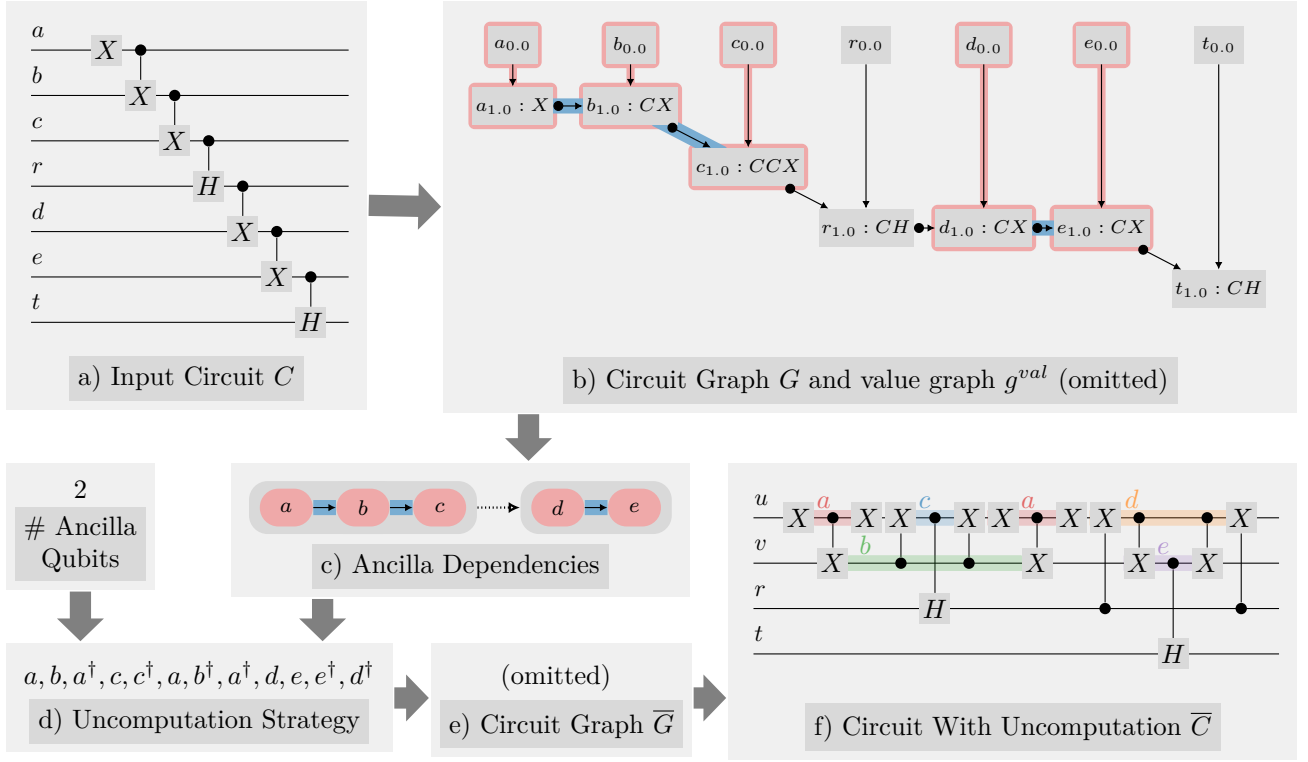 a
X
b
X
c
X
r
H
d
X
e
X
t
H
a) Input Circuit C
a₀.₀ b₀.₀ c₀.₀ r₀.₀ d₀.₀ e₀.₀ t₀.₀
a₁.₀ : X b₁.₀ : CX
c₁.₀ : CCX
r₁.₀ : CH d₁.₀ : CX e₁.₀ : CX
t₁.₀ : CH
b) Circuit Graph G and value graph gᵛᵃˡ (omitted)
2
# Ancilla
Qubits
a b c d e
c) Ancilla Dependencies
a, b, a†, c, c†, a, b†, a†, d, e, e†, d†
d) Uncomputation Strategy
(omitted)
e) Circuit Graph G̅
a c a d
u X X X X X X X X
b e
v X X X X
r H
t H
f) Circuit With Uncomputation C̅